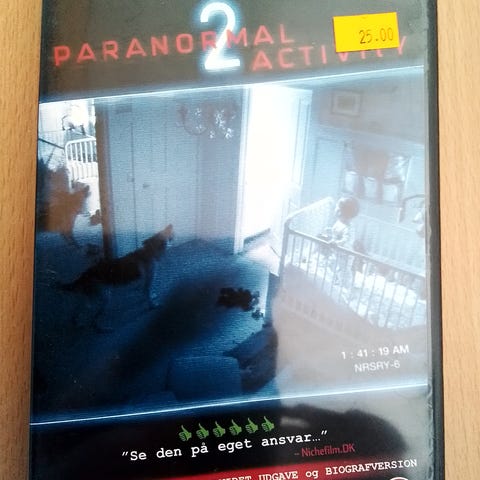 PARANORMAL
2
ACTIVITY
25.00
1 : 41 : 19 AM
NRSRY-6
"Se den på eget ansvar..."
– Nichefilm.DK
UDGAVE og BIOGRAFVERSION